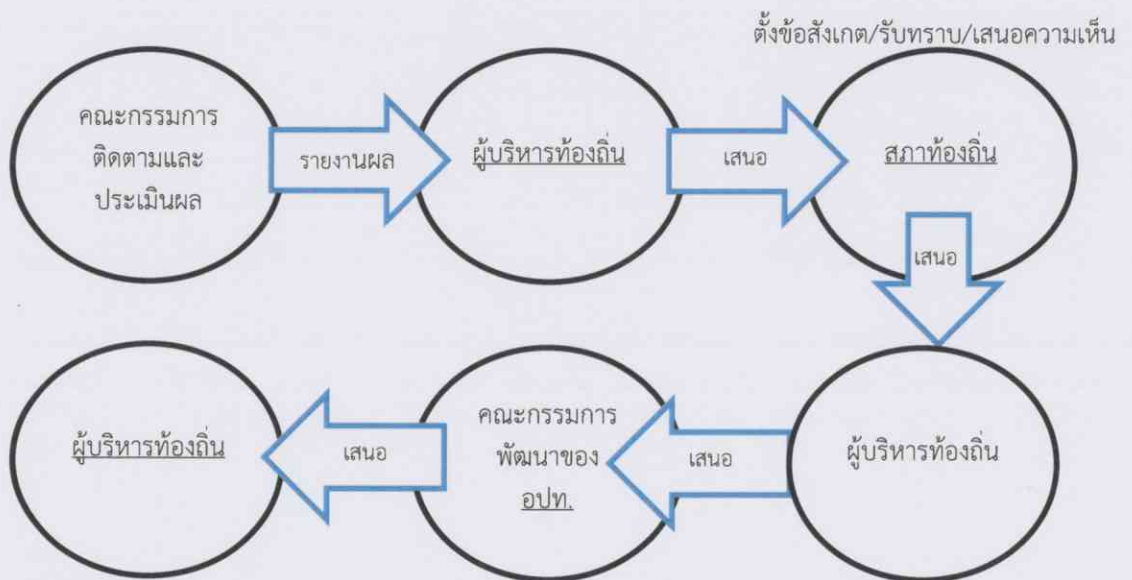 ตั้งข้อสังเกต/รับทราบ/เสนอความเห็น
คณะกรรมการ
ติดตามและ
ประเมินผล
รายงานผล
ผู้บริหารท้องถิ่น
เสนอ
สภาท้องถิ่น
เสนอ
ผู้บริหารท้องถิ่น
เสนอ
คณะกรรมการ
พัฒนาของ
อปท.
เสนอ
ผู้บริหารท้องถิ่น